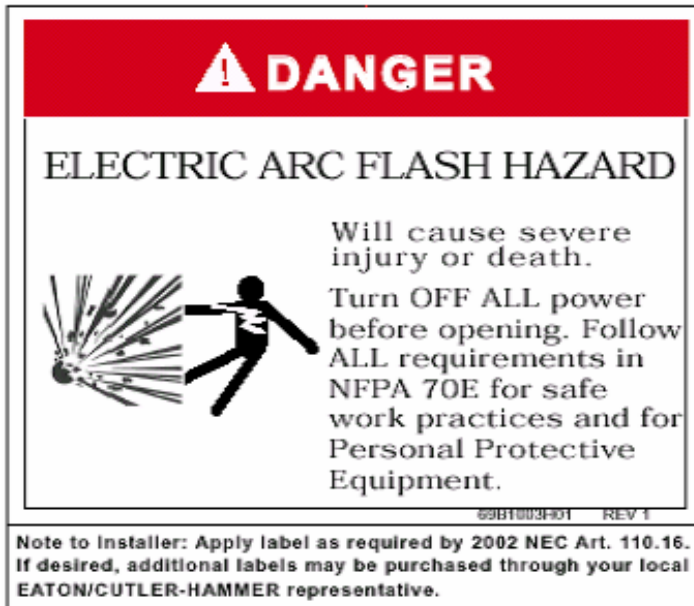 DANGER
ELECTRIC ARC FLASH HAZARD
Will cause severe
injury or death.
Turn OFF ALL power
before opening. Follow
ALL requirements in
NFPA 70E for safe
work practices and for
Personal Protective
Equipment.
69B1003H01 REV 1
Note to Installer: Apply label as required by 2002 NEC Art. 110.16.
If desired, additional labels may be purchased through your local
EATON/CUTLER-HAMMER representative.